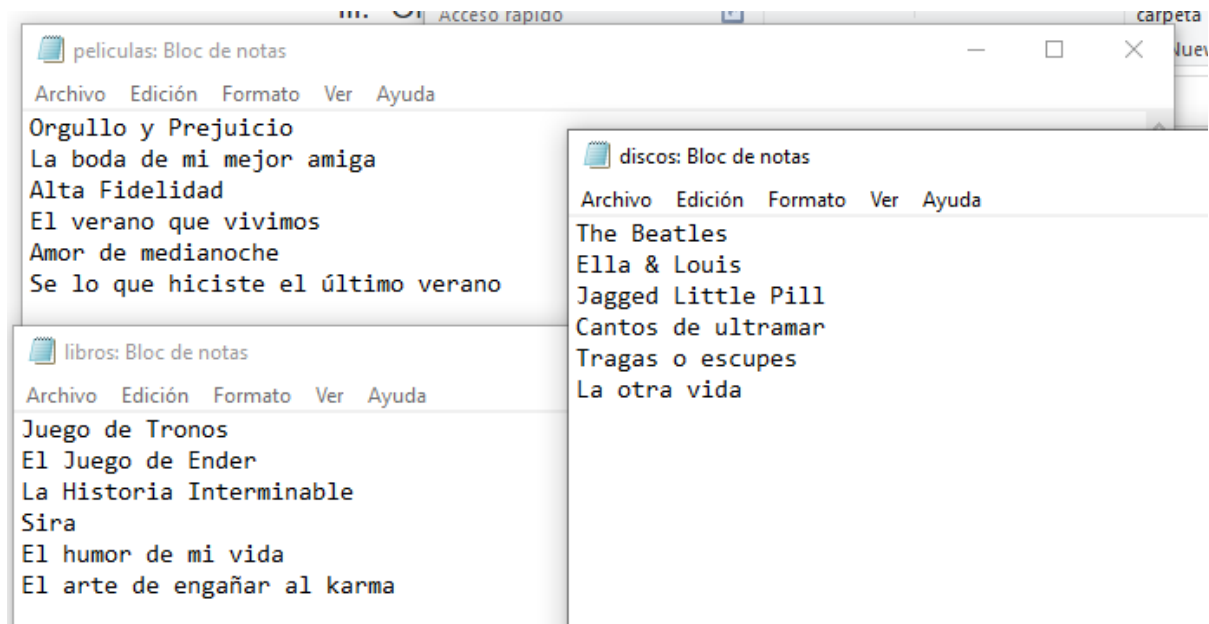 Acceso rápido
carpeta
peliculas: Bloc de notas
Archivo Edición Formato Ver Ayuda
Orgullo y Prejuicio
La boda de mi mejor amiga
Alta Fidelidad
El verano que vivimos
Amor de medianoche
Se lo que hiciste el último verano
libros: Bloc de notas
Archivo Edición Formato Ver Ayuda
Juego de Tronos
El Juego de Ender
La Historia Interminable
Sira
El humor de mi vida
El arte de engañar al karma
discos: Bloc de notas
Archivo Edición Formato Ver Ayuda
The Beatles
Ella & Louis
Jagged Little Pill
Cantos de ultramar
Tragas o escupes
La otra vida